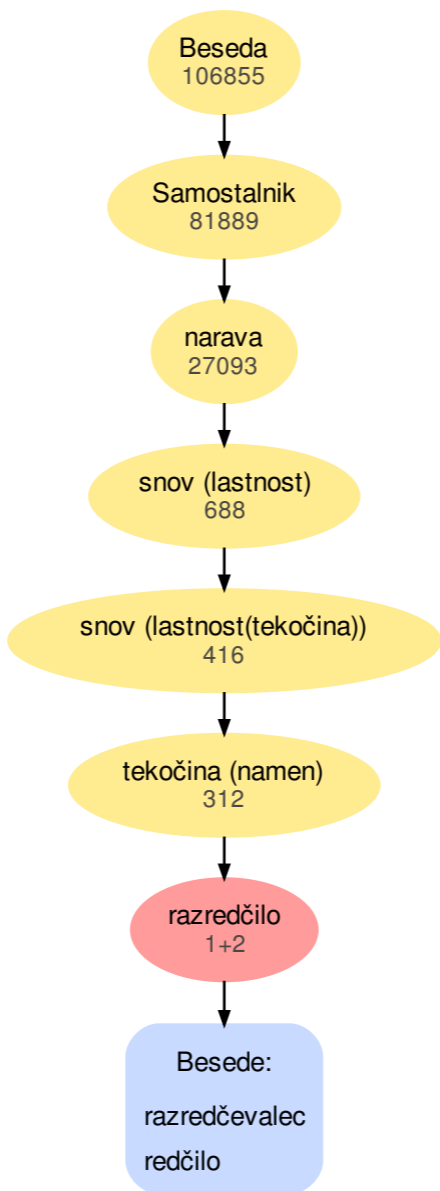 Beseda
106855
Samostalnik
81889
narava
27093
snov (lastnost)
688
snov (lastnost(tekočina))
416
tekočina (namen)
312
razredčilo
1+2
Besede:
razredčevalec
redčilo